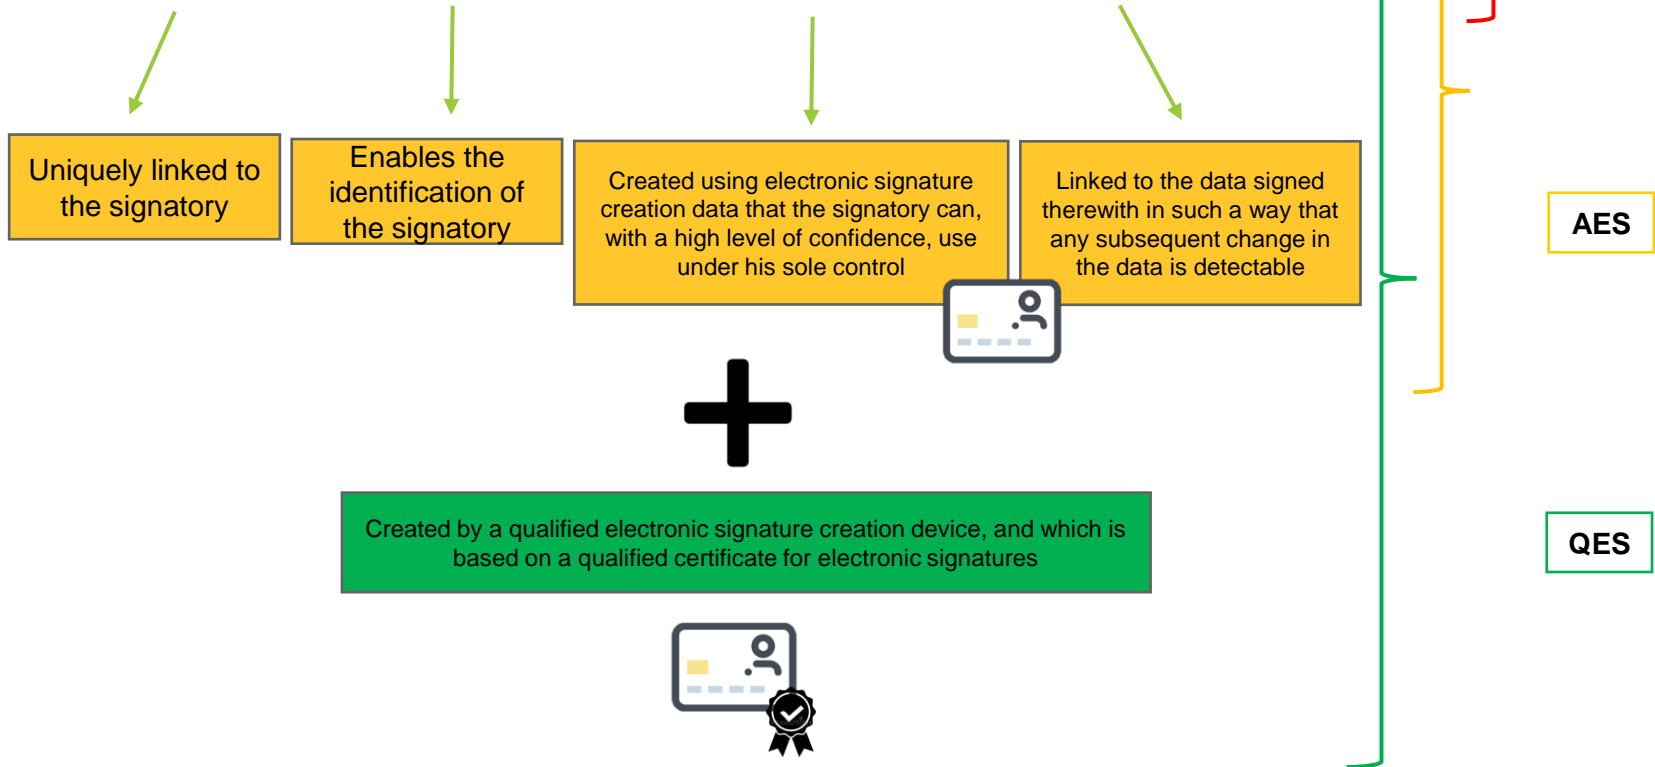 Uniquely linked to
the signatory
Enables the
identification of
the signatory
Created using electronic signature
creation data that the signatory can,
with a high level of confidence, use
under his sole control
Linked to the data signed
therewith in such a way that
any subsequent change in
the data is detectable
AES
Created by a qualified electronic signature creation device, and which is
based on a qualified certificate for electronic signatures
QES